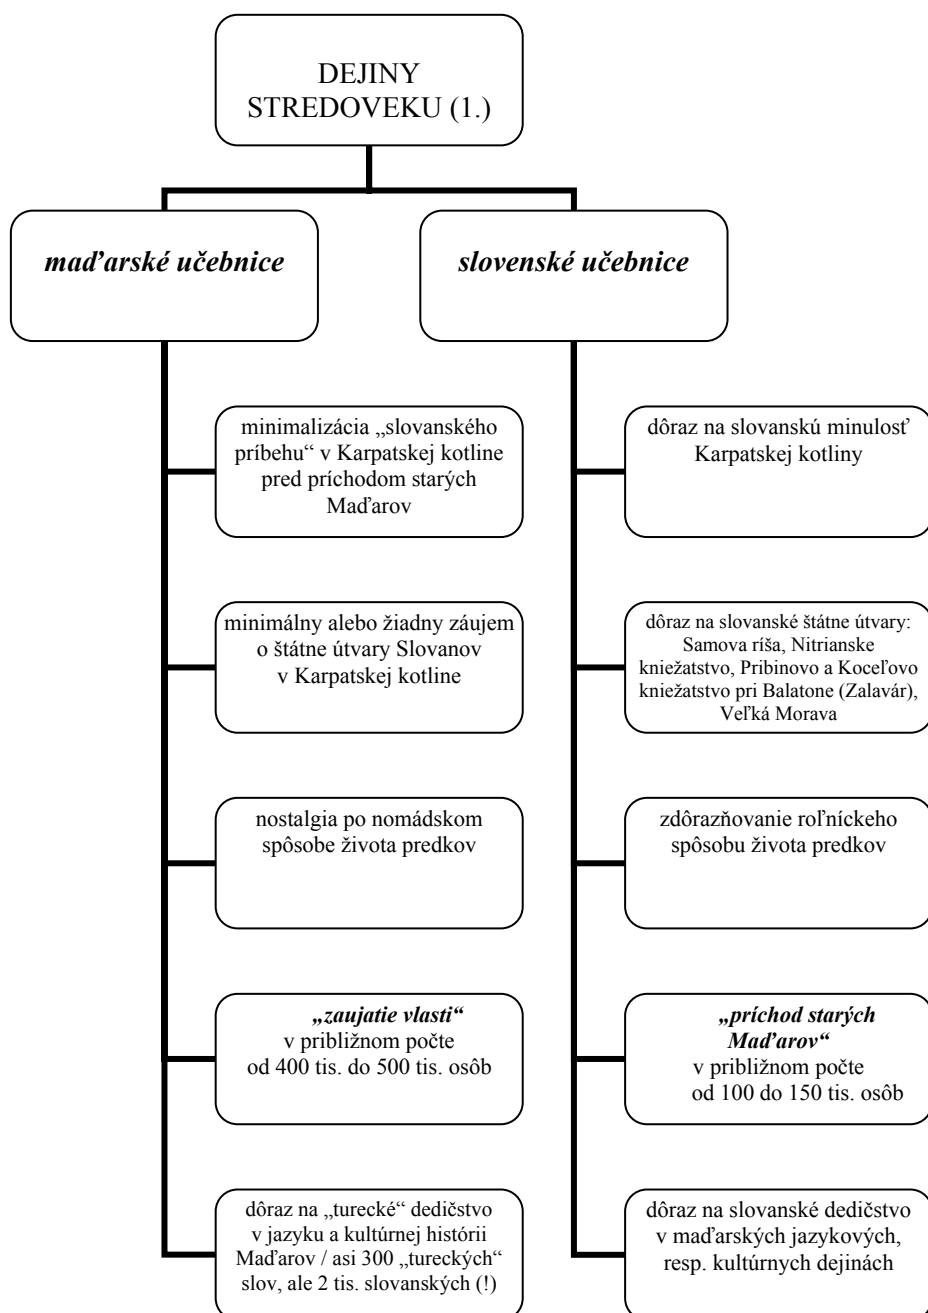 DEJINY
STREDOVEKU (1.)
maďarské učebnice
slovenské učebnice
minimalizácia „slovanského
príbehu“ v Karpatskej kotline
pred príchodom starých
Maďarov
dôraz na slovanskú minulosť
Karpatskej kotliny
minimálny alebo žiadny záujem
o štátne útvary Slovanov
v Karpatskej kotline
dôraz na slovanské štátne útvary:
Samova ríša, Nitrianske
kniežatstvo, Pribinovo a Koceľovo
kniežatstvo pri Balatone (Zalavár),
Veľká Morava
nostalgia po nomádskom
spôsobe života predkov
zdôrazňovanie roľníckeho
spôsobu života predkov
„zaujatie vlasti“
v približnom počte
od 400 tis. do 500 tis. osôb
„príchod starých
Maďarov“
v približnom počte
od 100 do 150 tis. osôb
dôraz na „turecké“ dedičstvo
v jazyku a kultúrnej histórii
Maďarov / asi 300 „tureckých“
slov, ale 2 tis. slovanských (!)
dôraz na slovanské dedičstvo
v maďarských jazykových,
resp. kultúrnych dejinách